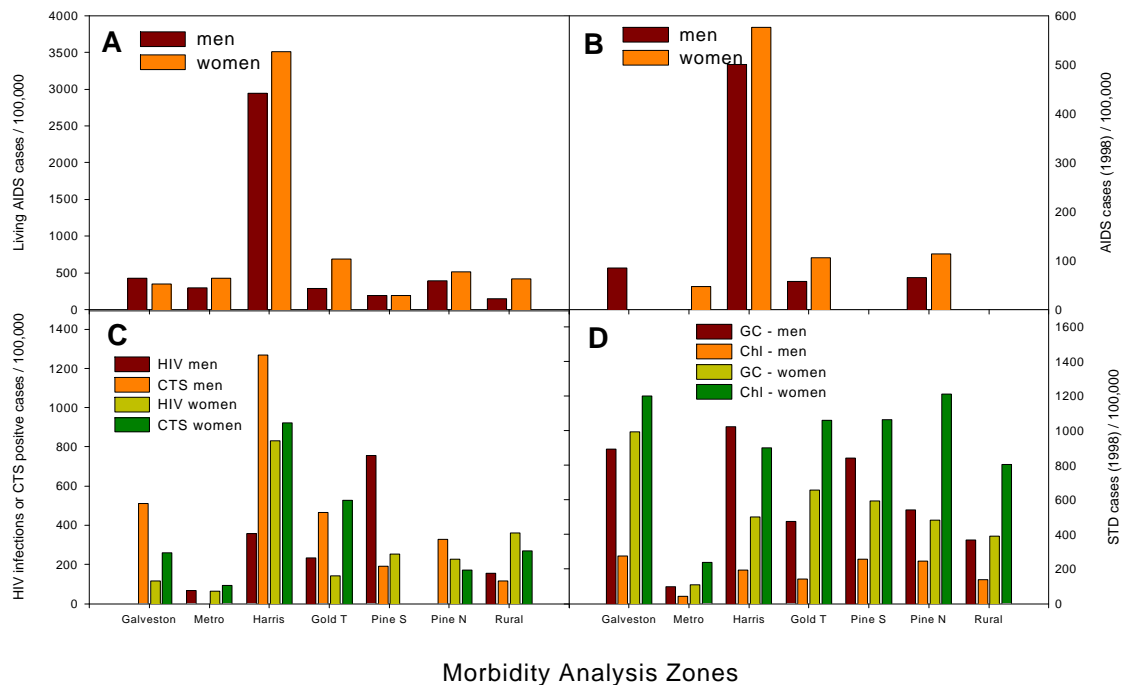 A
men
women
4000
3500
3000
2500
2000
1500
1000
500
0
Living AIDS cases / 100,000
B
men
women
600
500
400
300
200
100
0
AIDS cases (1998) / 100,000
C
HIV men
CTS men
HIV women
CTS women
1400
1200
1000
800
600
400
200
0
HIV infections or CTS positive cases / 100,000
Galveston Metro Harris Gold T Pine S Pine N Rural
D
GC - men
Chl - men
GC - women
Chl - women
1600
1400
1200
1000
800
600
400
200
0
STD cases (1998) / 100,000
Galveston Metro Harris Gold T Pine S Pine N Rural
Morbidity Analysis Zones